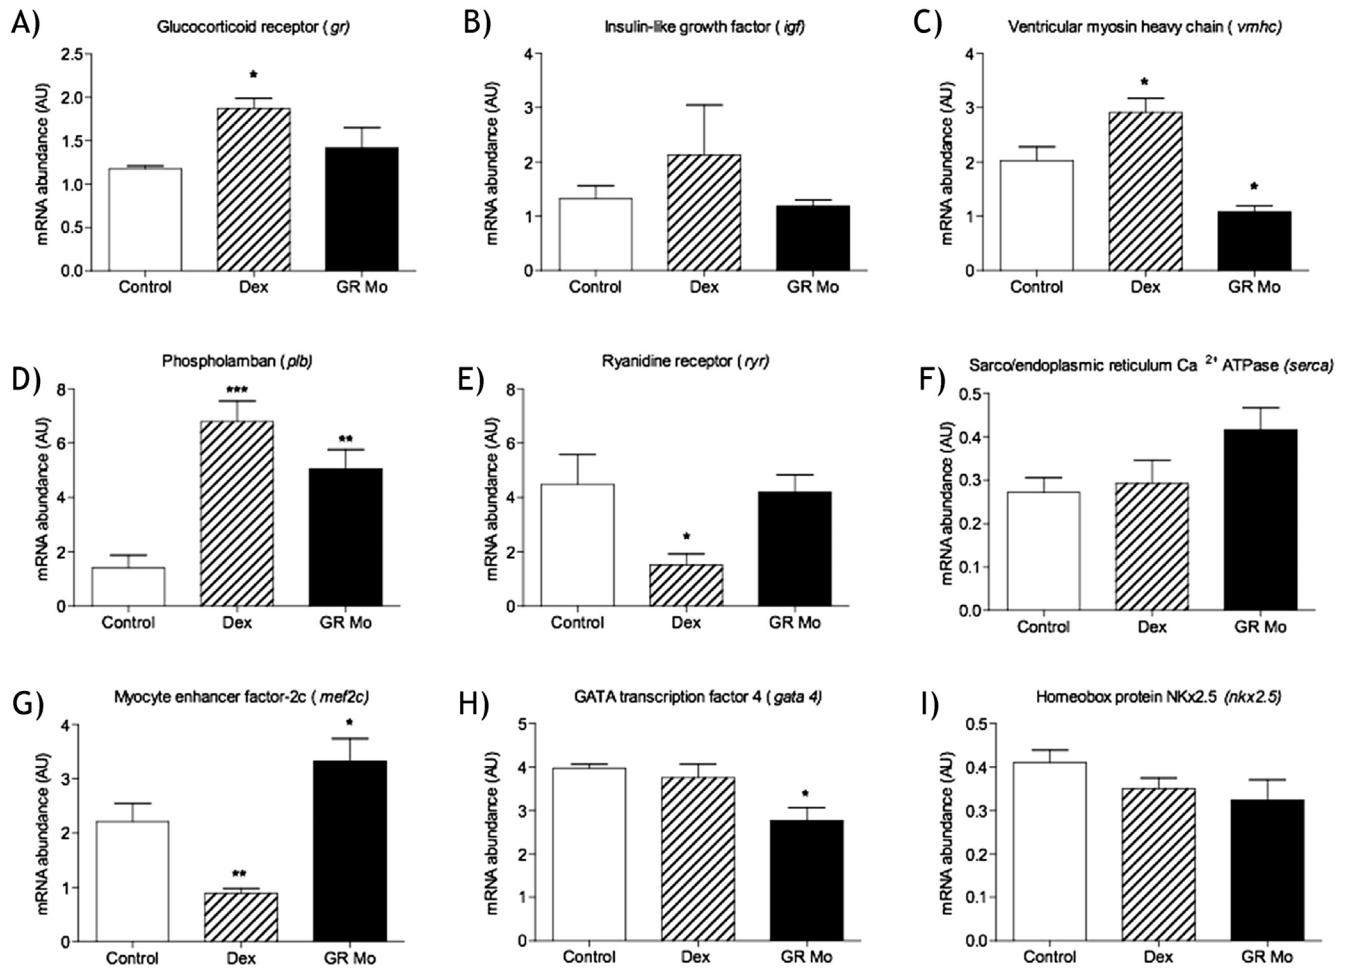 A)
Glucocorticoid receptor ( gr)
mRNA abundance (AU)
2.5
2.0
1.5
1.0
0.5
0.0
*
Control Dex GR Mo
B)
Insulin-like growth factor ( igf)
mRNA abundance (AU)
4
3
2
1
0
Control Dex GR Mo
C)
Ventricular myosin heavy chain ( vmhc)
mRNA abundance (AU)
4
3
2
1
0
*
*
Control Dex GR Mo
D)
Phospholamban ( plb)
mRNA abundance (AU)
8
6
4
2
0
***
**
Control Dex GR Mo
E)
Ryanidine receptor ( ryr)
mRNA abundance (AU)
8
6
4
2
0
*
Control Dex GR Mo
F)
Sarco/endoplasmic reticulum Ca 2+ ATPase (serca)
mRNA abundance (AU)
0.5
0.4
0.3
0.2
0.1
0.0
Control Dex GR Mo
G)
Myocyte enhancer factor-2c ( mef2c)
mRNA abundance (AU)
4
3
2
1
0
**
*
Control Dex GR Mo
H)
GATA transcription factor 4 ( gata 4)
mRNA abundance (AU)
5
4
3
2
1
0
*
Control Dex GR Mo
I)
Homeobox protein NKx2.5 (nkx2.5)
mRNA abundance (AU)
0.5
0.4
0.3
0.2
0.1
0.0
Control Dex GR Mo